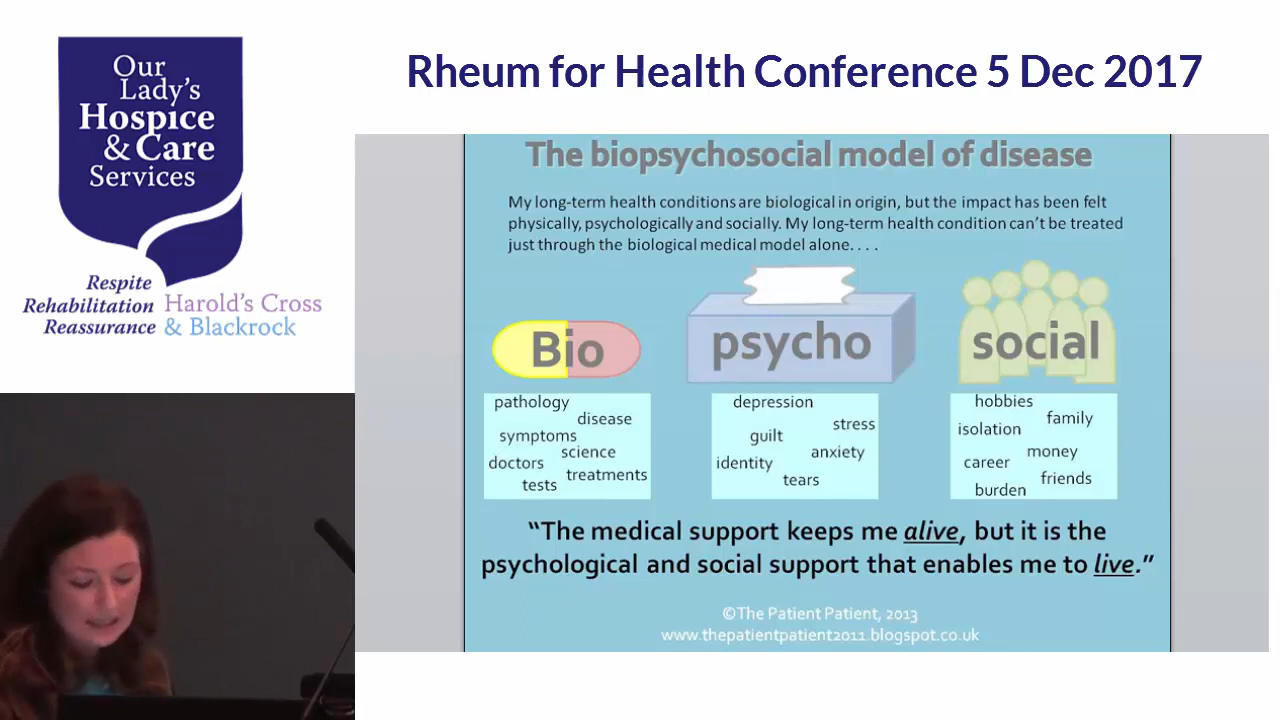 Our
Lady's
Hospice
& Care
Services
Respite
Rehabilitation
Reassurance
Harold's Cross
& Blackrock
Rheum for Health Conference 5 Dec 2017
The biopsychosocial model of disease
My long-term health conditions are biological in origin, but the impact has been felt
physically, psychologically and socially. My long-term health condition can't be treated
just through the biological medical model alone. . . .
Bio
pathology
disease
symptoms
science
doctors
treatments
tests
psycho
depression
stress
guilt
anxiety
identity
tears
social
hobbies
family
isolation
money
career
friends
burden
“The medical support keeps me alive, but it is the
psychological and social support that enables me to live.”
©The Patient Patient, 2013
www.thepatientpatient2011.blogspot.co.uk